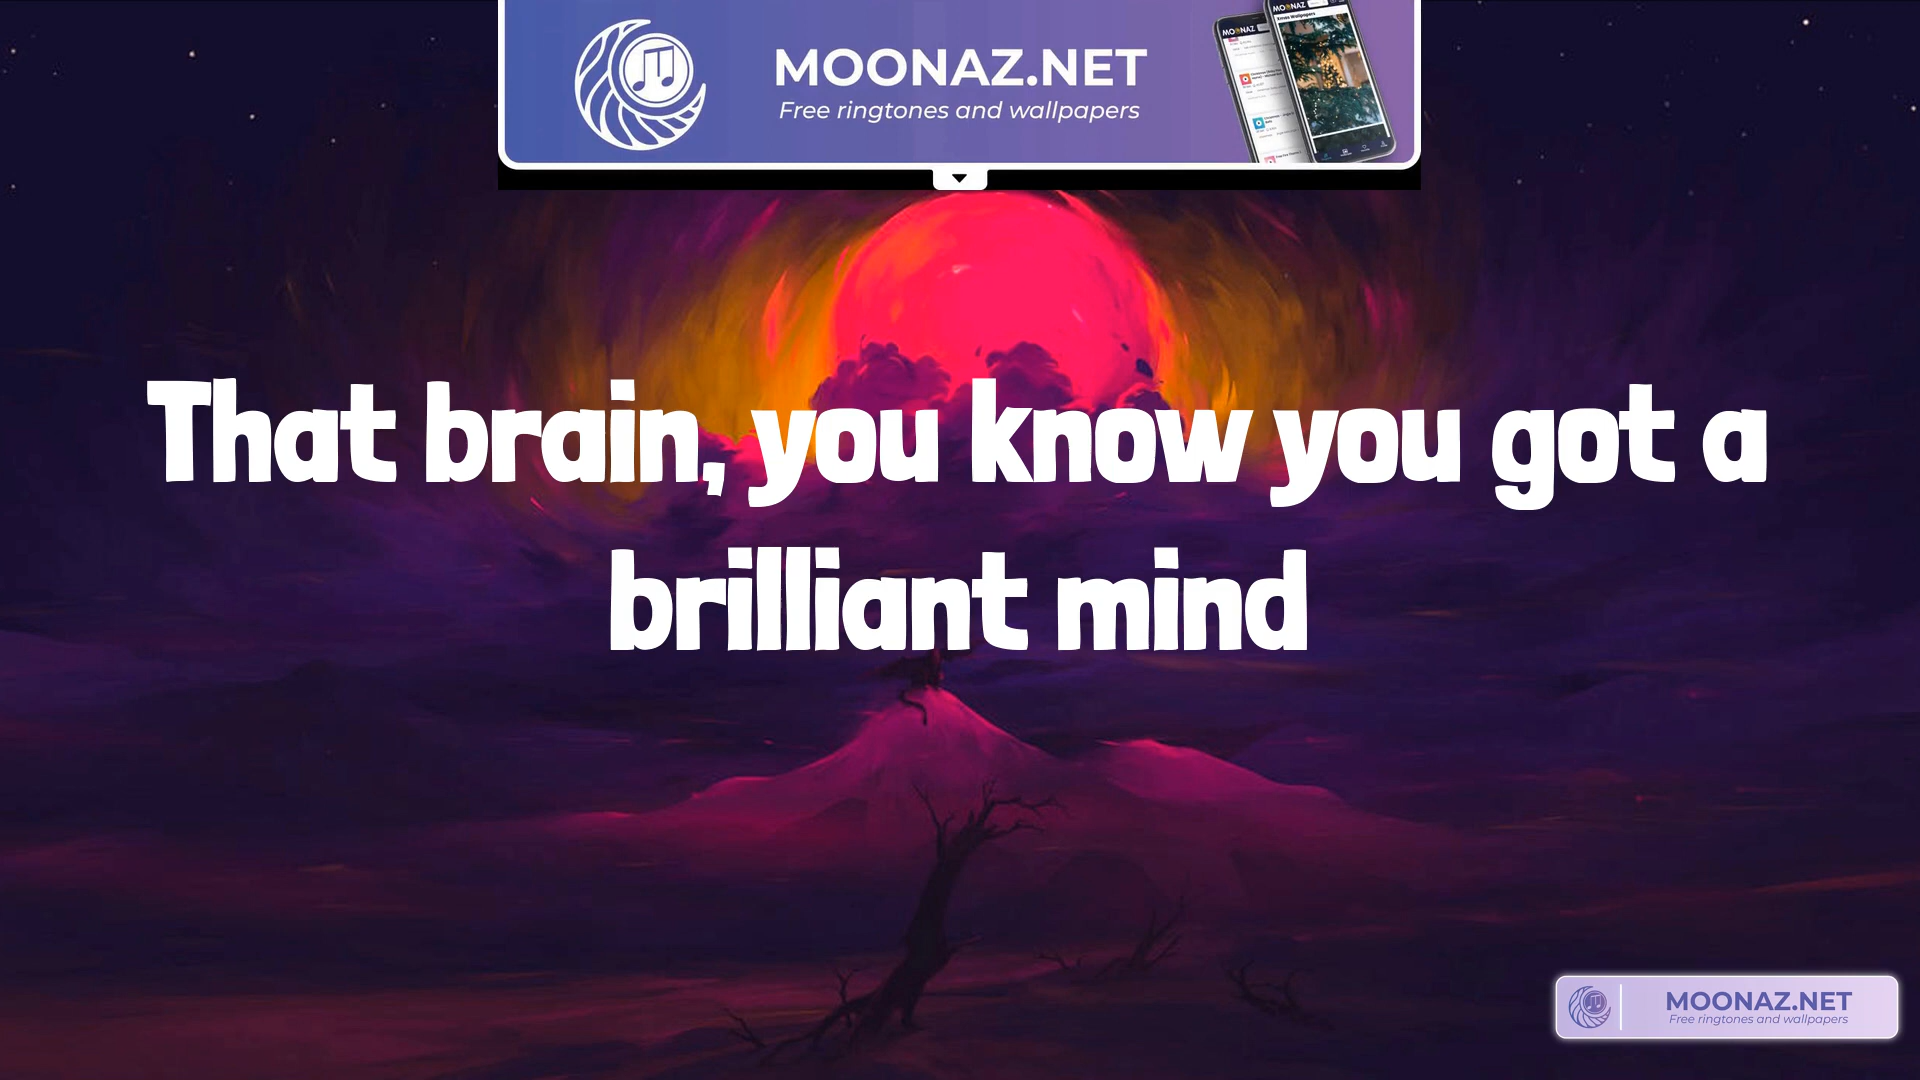 MOONAZ.NET
Free ringtones and wallpapers
That brain, you know you got a
brilliant mind
MOONAZ.NET
Free ringtones and wallpapers